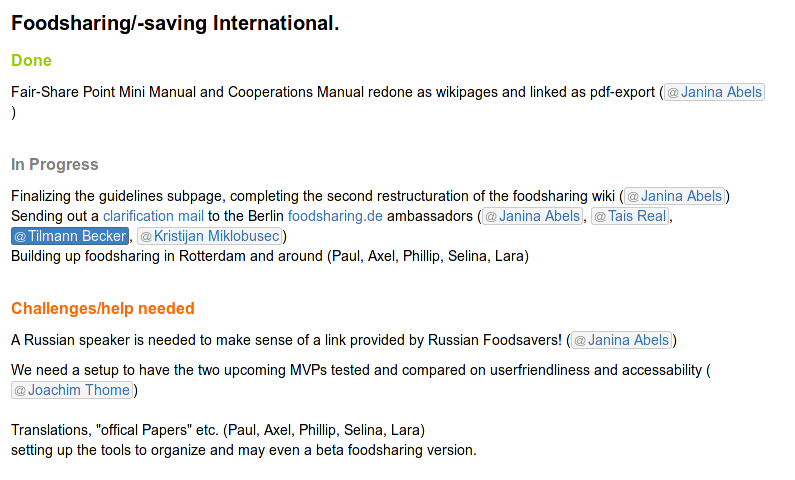 Foodsharing/-saving International.
Done
Fair-Share Point Mini Manual and Cooperations Manual redone as wikipages and linked as pdf-export (@Janina Abels
)
In Progress
Finalizing the guidelines subpage, completing the second restructuration of the foodsharing wiki (@Janina Abels)
Sending out a clarification mail to the Berlin foodsharing.de ambassadors (@Janina Abels, @Tais Real,
@Tilmann Becker, @Kristijan Miklobusec)
Building up foodsharing in Rotterdam and around (Paul, Axel, Phillip, Selina, Lara)
Challenges/help needed
A Russian speaker is needed to make sense of a link provided by Russian Foodsavers! (@Janina Abels)
We need a setup to have the two upcoming MVPs tested and compared on userfriendliness and accessability (
@Joachim Thome)
Translations, "offical Papers" etc. (Paul, Axel, Phillip, Selina, Lara)
setting up the tools to organize and may even a beta foodsharing version.